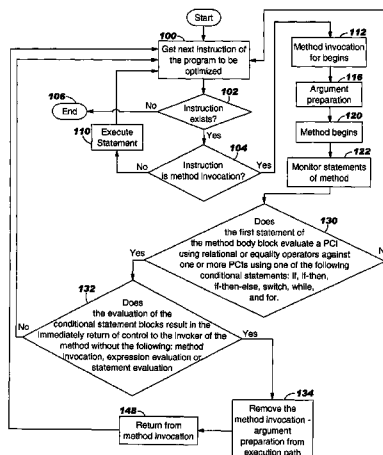 Start
100
Get next instruction of
the program to be
optimized
102
Instruction
exists?
No
106
End
110
Execute
Statement
Yes
104
Instruction
is method invocation?
No
Yes
112
Method invocation
for begins
116
Argument
preparation
120
Method begins
122
Monitor statements
of method
130
Does
the first statement of
the method body block evaluate a PCI
using relational or equality operators against
one or more PCIs using one of the following
conditional statements: if, if-then,
if-then-else, switch, while,
and for.
Yes
132
Does
the evaluation of the
conditional statement blocks result in the
immediately return of control to the invoker of the
method without the following: method
invocation, expression evaluation or
statement evaluation
No
Yes
134
Remove the
method invocation -
argument
preparation from
execution path
148
Return from
method invocation